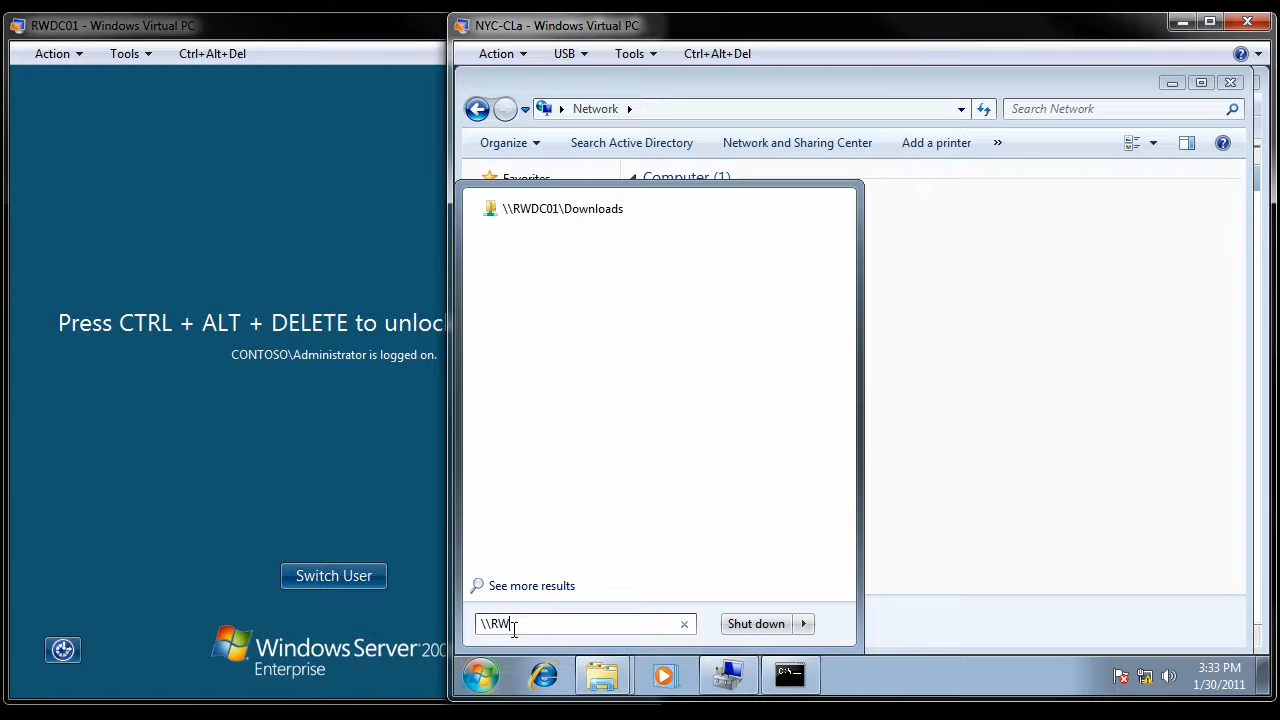 RWDC01 - Windows Virtual PC
Action Tools Ctrl+Alt+Del
Press CTRL + ALT + DELETE to unloc
CONTOSO\Administrator is logged on.
Switch User
Windows Server 200
Enterprise
NYC-CLa - Windows Virtual PC
Action USB Tools Ctrl+Alt+Del
Network
Search Network
Organize Search Active Directory Network and Sharing Center Add a printer »
Favorites
Computer (1)
\\RWDC01\Downloads
See more results
\\RW
Shut down
C:\
3:33 PM
1/30/2011